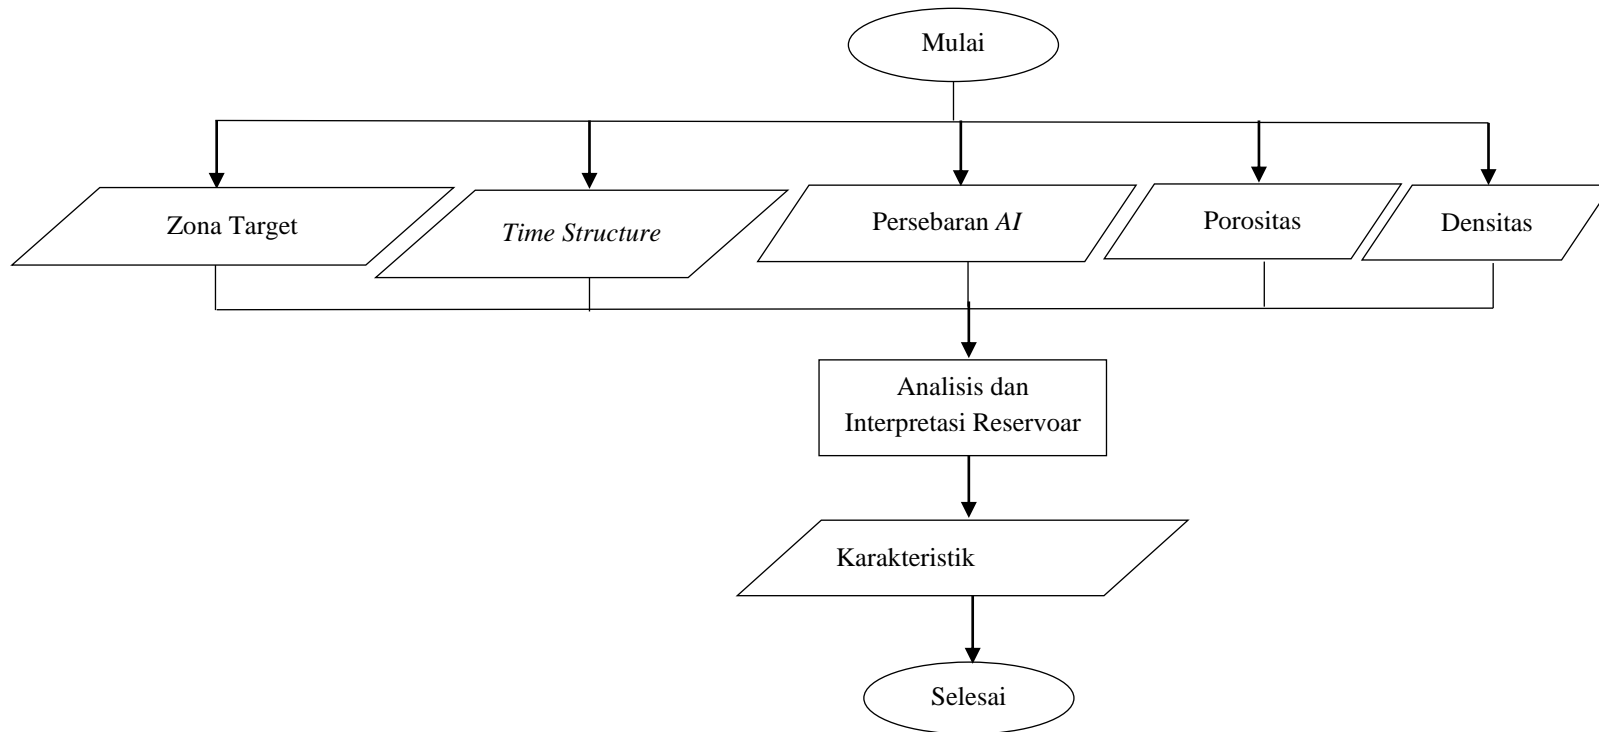 Mulai
Zona Target
Time Structure
Persebaran AI
Porositas
Densitas
Analisis dan
Interpretasi Reservoar
Karakteristik
Selesai